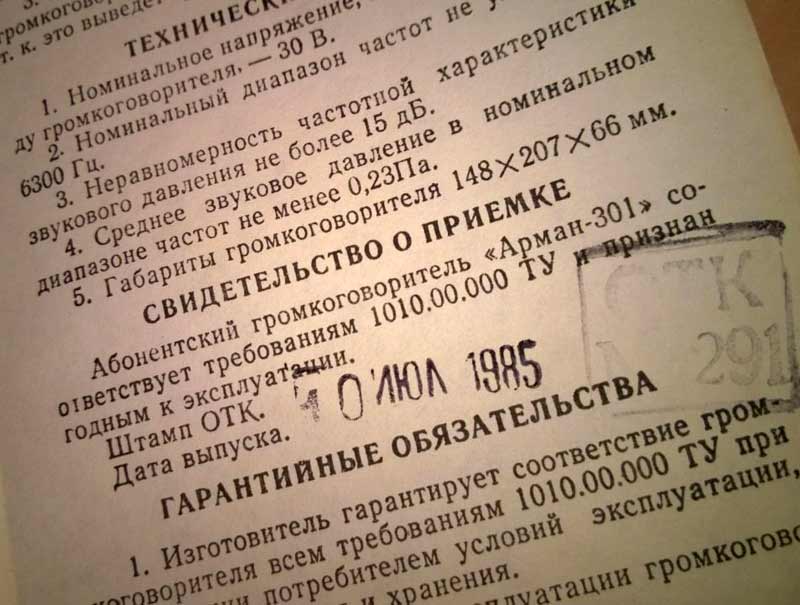 3.
громкогово
т. к. это выведе
ТЕХНИЧЕСКИ
1. Номинальное напряжение,
ду громкоговорителя, — 30 В.
2. Номинальный диапазон частот не у
6300 Гц.
3. Неравномерность частотной характеристики
звукового давления не более 15 дБ.
4. Среднее звуковое давление в номинальном
диапазоне частот не менее 0,23Па.
5. Габариты громкоговорителя 148×207×66 мм.
СВИДЕТЕЛЬСТВО О ПРИЕМКЕ
Абонентский громкоговоритель «Арман-301» со-
ответствует требованиям 1010.00.000 ТУ и признан
годным к эксплуатации.
Штамп ОТК.
ОТК
291
Дата выпуска.
10 ИЮЛ 1985
ГАРАНТИЙНЫЕ ОБЯЗАТЕЛЬСТВА
1. Изготовитель гарантирует соответствие гром-
коговорителя всем требованиям 1010.00.000 ТУ при
потребителем условий эксплуатации,
и хранения.
плуатации громкогово